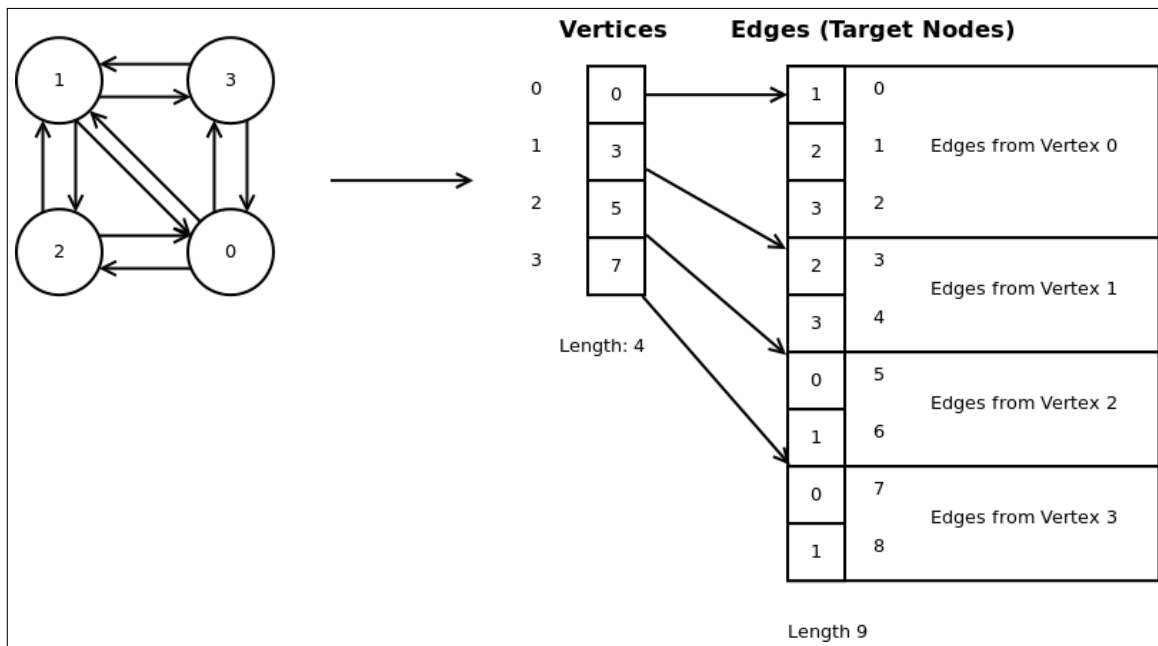 Vertices Edges (Target Nodes)
1 3
2 0
0 0 1 0
1 3 2 1 Edges from Vertex 0
2 5 3 2
3 7 2 3
Edges from Vertex 1
3 4
Length: 4
0 5
Edges from Vertex 2
1 6
0 7
Edges from Vertex 3
1 8
Length 9